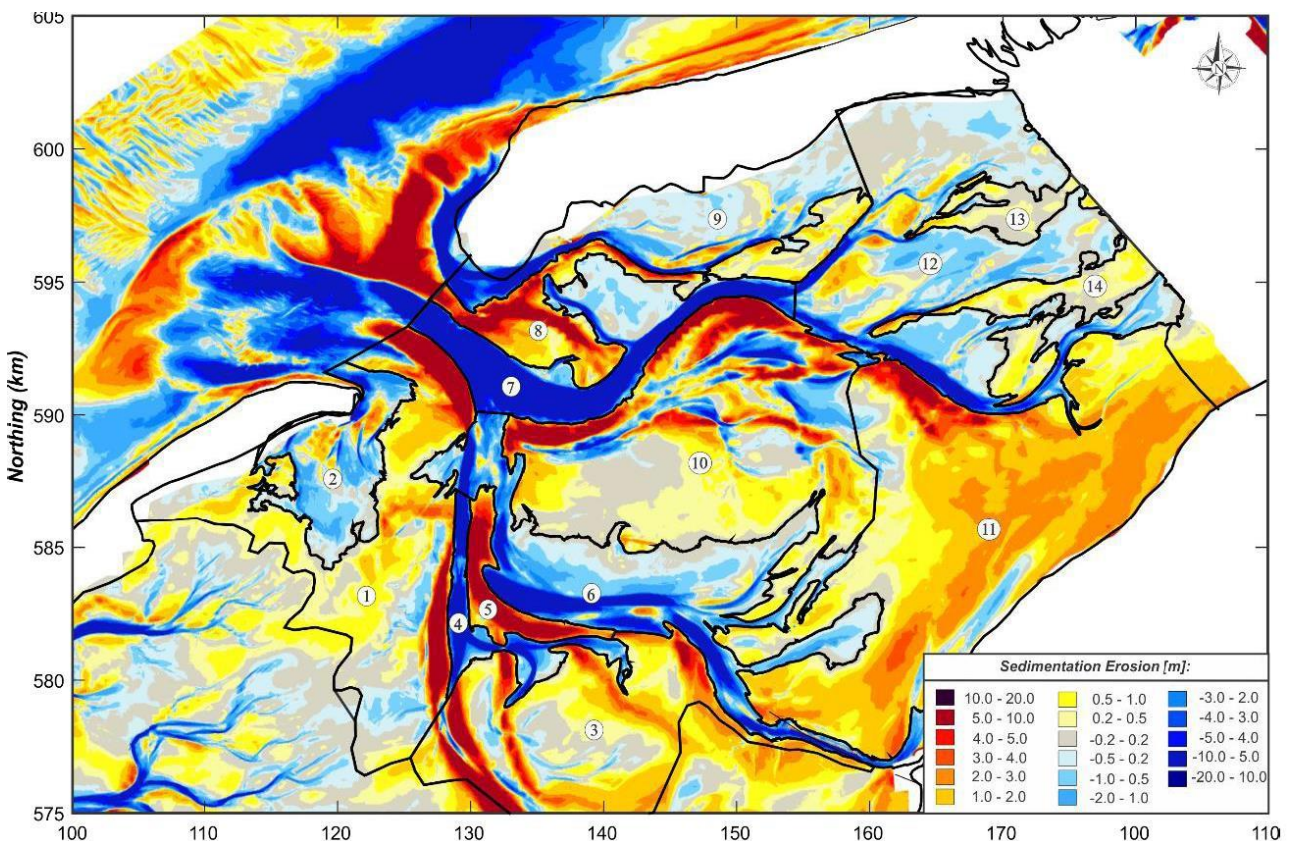 605
N
600
9
13
12
595
14
8
7
Northing (km)
590
10
2
11
585
6
1
5
4
580
3
575
Sedimentation Erosion [m]:
10.0 - 20.0 0.5 - 1.0 -3.0 - 2.0
5.0 - 10.0 0.2 - 0.5 -4.0 - 3.0
4.0 - 5.0 -0.2 - 0.2 -5.0 - 4.0
3.0 - 4.0 -0.5 - 0.2 -10.0 - 5.0
2.0 - 3.0 -1.0 - 0.5 -20.0 - 10.0
1.0 - 2.0 -2.0 - 1.0
100 110 120 130 140 150 160 170 100 110